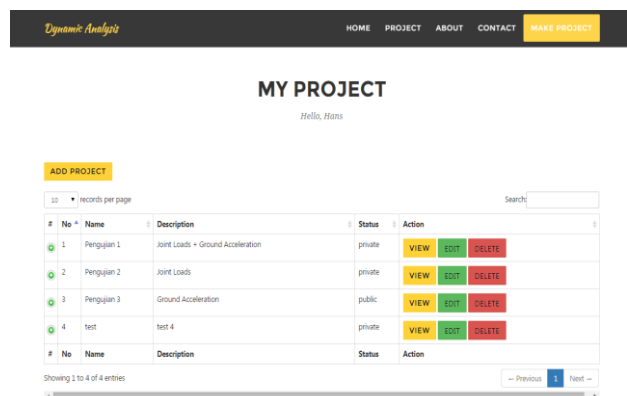 Dynamic Analysis HOME PROJECT ABOUT CONTACT MAKE PROJECT
MY PROJECT
Hello, Hans
ADD PROJECT
10 records per page Search:
# No Name Description Status Action
1 Pengujian 1 Joint Loads + Ground Acceleration private VIEW EDIT DELETE
2 Pengujian 2 Joint Loads private VIEW EDIT DELETE
3 Pengujian 3 Ground Acceleration public VIEW EDIT DELETE
4 test test 4 private VIEW EDIT DELETE
# No Name Description Status Action
Showing 1 to 4 of 4 entries ← Previous 1 Next →